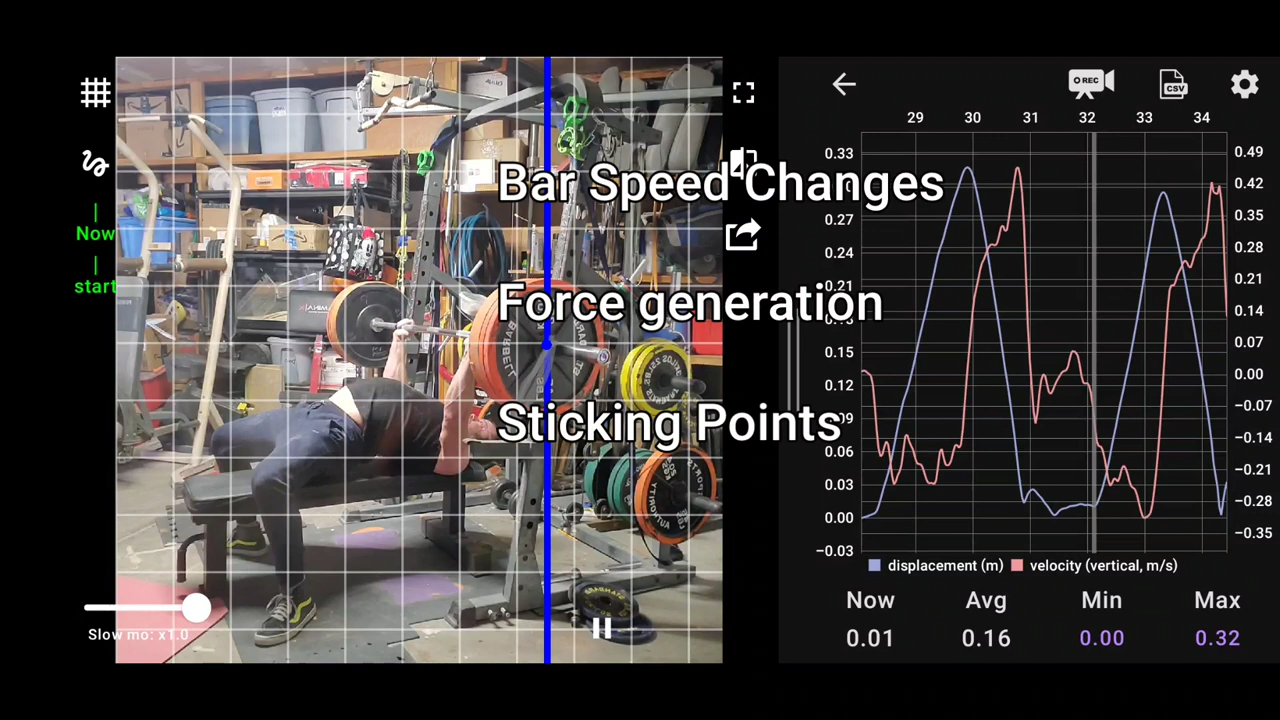 Now
start
Slow mo: x1.0
Bar Speed Changes
Force generation
Sticking Points
REC
CSV
29 30 31 32 33 34
0.33
0.27
0.24
0.21
0.15
0.12
0.06
0.03
0.00
−0.03
0.49
0.42
0.35
0.28
0.21
0.14
0.07
0.00
−0.07
−0.14
−0.21
−0.28
−0.35
displacement (m) velocity (vertical, m/s)
Now Avg Min Max
0.01 0.16 0.00 0.32